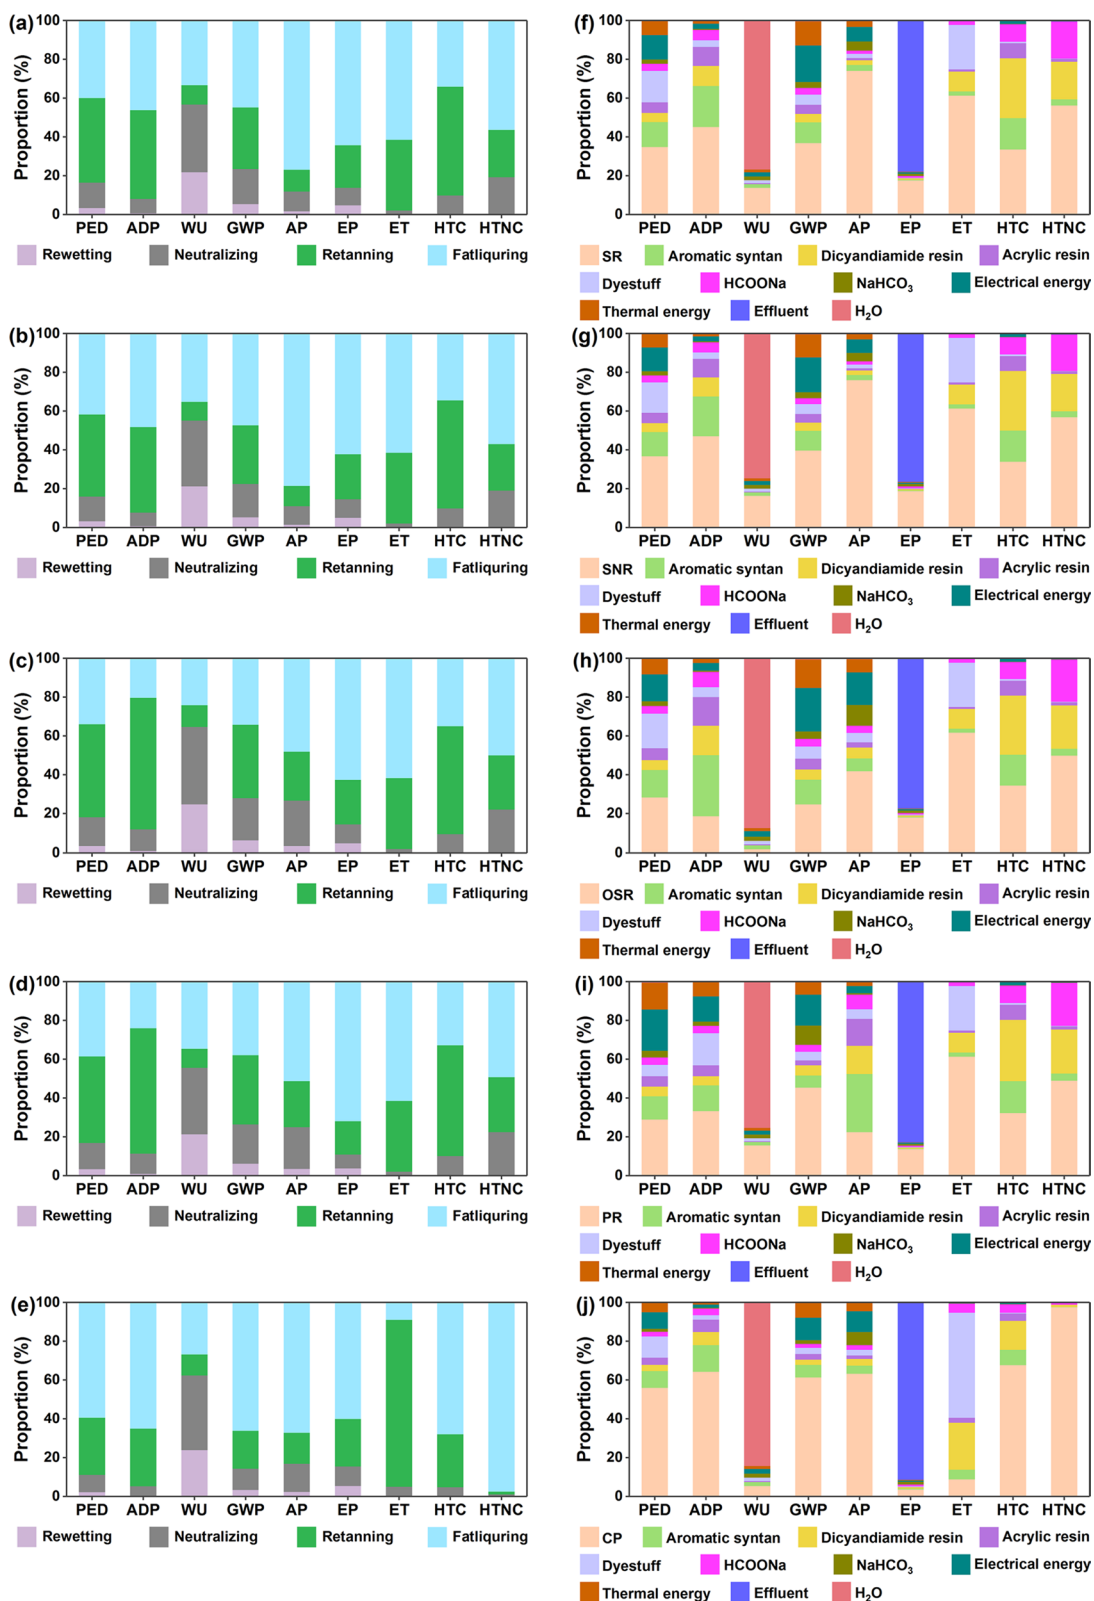 (a)
Proportion (%)
100
80
60
40
20
0
PED ADP WU GWP AP EP ET HTC HTNC
Rewetting Neutralizing Retanning Fatliquring
(f)
Proportion (%)
100
80
60
40
20
0
PED ADP WU GWP AP EP ET HTC HTNC
SR Aromatic syntan Dicyandiamide resin Acrylic resin
Dyestuff HCOONa NaHCO₃ Electrical energy
Thermal energy Effluent H₂O
(b)
Proportion (%)
100
80
60
40
20
0
PED ADP WU GWP AP EP ET HTC HTNC
Rewetting Neutralizing Retanning Fatliquring
(g)
Proportion (%)
100
80
60
40
20
0
PED ADP WU GWP AP EP ET HTC HTNC
SNR Aromatic syntan Dicyandiamide resin Acrylic resin
Dyestuff HCOONa NaHCO₃ Electrical energy
Thermal energy Effluent H₂O
(c)
Proportion (%)
100
80
60
40
20
0
PED ADP WU GWP AP EP ET HTC HTNC
Rewetting Neutralizing Retanning Fatliquring
(h)
Proportion (%)
100
80
60
40
20
0
PED ADP WU GWP AP EP ET HTC HTNC
OSR Aromatic syntan Dicyandiamide resin Acrylic resin
Dyestuff HCOONa NaHCO₃ Electrical energy
Thermal energy Effluent H₂O
(d)
Proportion (%)
100
80
60
40
20
0
PED ADP WU GWP AP EP ET HTC HTNC
Rewetting Neutralizing Retanning Fatliquring
(i)
Proportion (%)
100
80
60
40
20
0
PED ADP WU GWP AP EP ET HTC HTNC
PR Aromatic syntan Dicyandiamide resin Acrylic resin
Dyestuff HCOONa NaHCO₃ Electrical energy
Thermal energy Effluent H₂O
(e)
Proportion (%)
100
80
60
40
20
0
PED ADP WU GWP AP EP ET HTC HTNC
Rewetting Neutralizing Retanning Fatliquring
(j)
Proportion (%)
100
80
60
40
20
0
PED ADP WU GWP AP EP ET HTC HTNC
CP Aromatic syntan Dicyandiamide resin Acrylic resin
Dyestuff HCOONa NaHCO₃ Electrical energy
Thermal energy Effluent H₂O